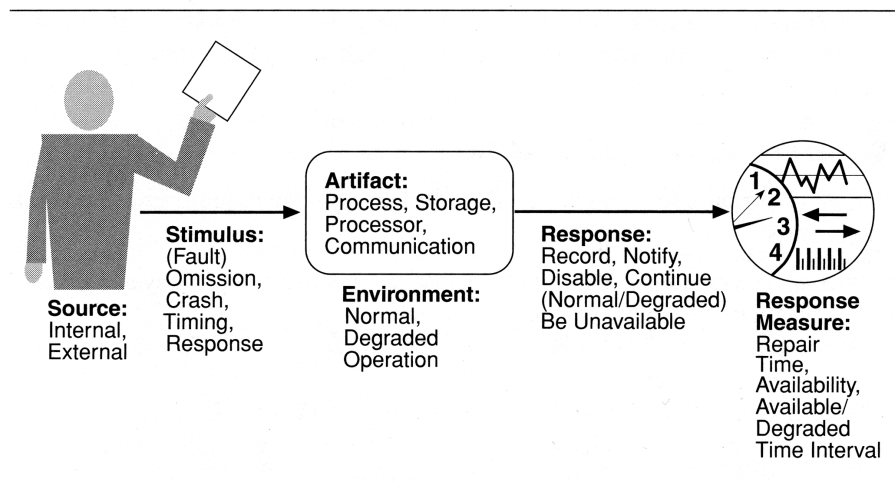 Source:
Internal,
External
Stimulus:
(Fault)
Omission,
Crash,
Timing,
Response
Artifact:
Process, Storage,
Processor,
Communication
Environment:
Normal,
Degraded
Operation
Response:
Record, Notify,
Disable, Continue
(Normal/Degraded)
Be Unavailable
1
2
3
4
Response
Measure:
Repair
Time,
Availability,
Available/
Degraded
Time Interval